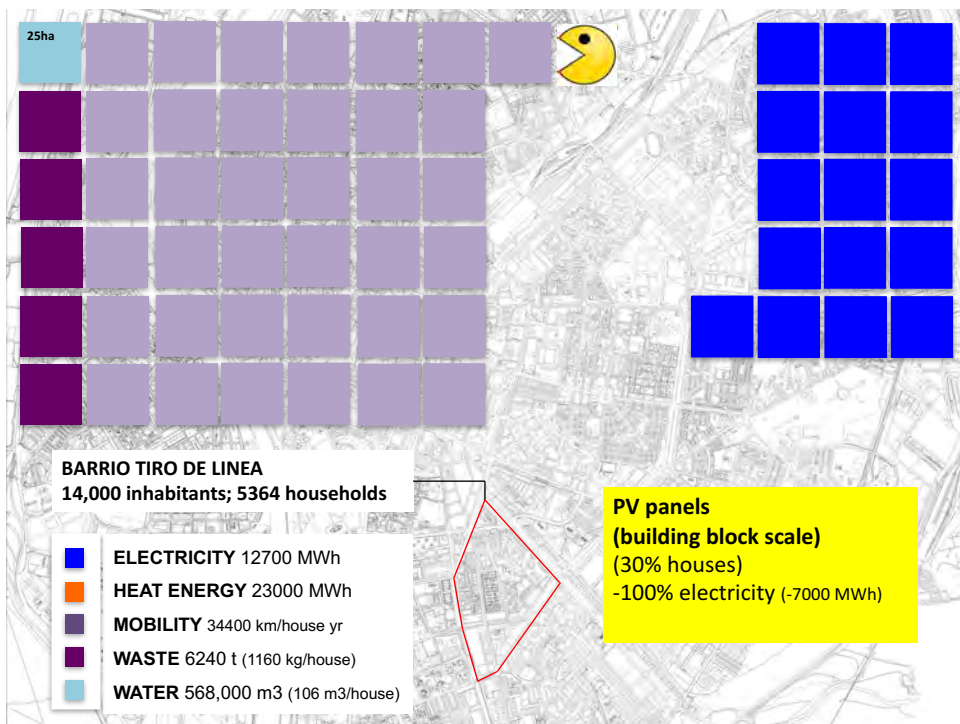 25ha
BARRIO TIRO DE LINEA
14,000 inhabitants; 5364 households
ELECTRICITY 12700 MWh
HEAT ENERGY 23000 MWh
MOBILITY 34400 km/house yr
WASTE 6240 t (1160 kg/house)
WATER 568,000 m3 (106 m3/house)
PV panels
(building block scale)
(30% houses)
-100% electricity (-7000 MWh)